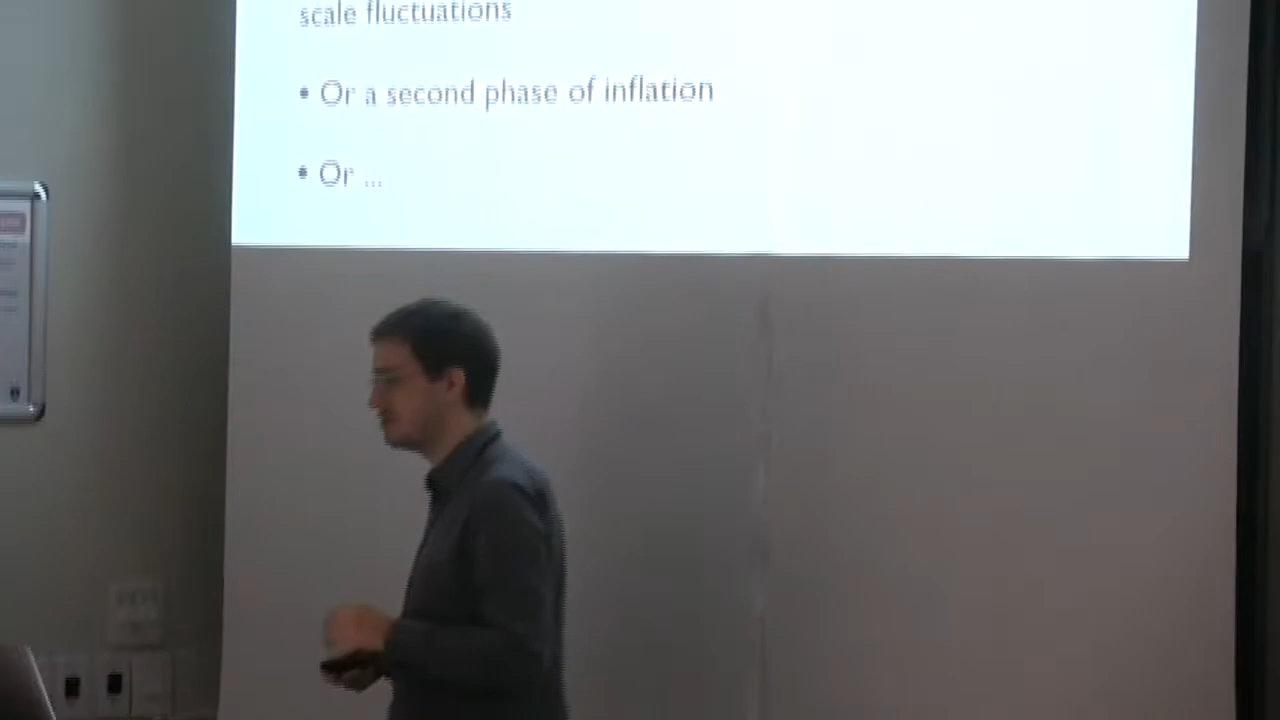 scale fluctuations
• Or a second phase of inflation
• Or ...